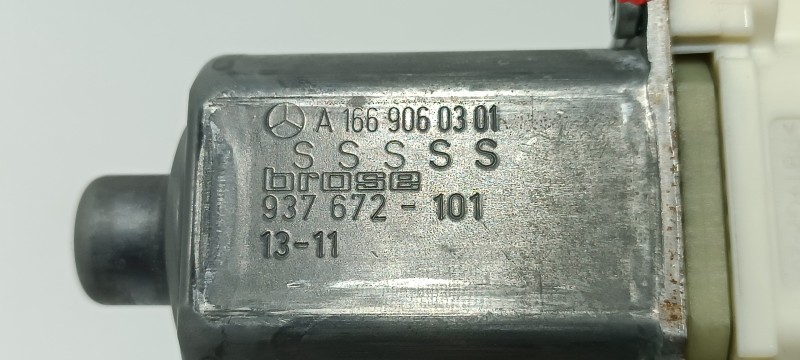 A 166 906 03 01
S S S S S
brose
937 672 - 101
13-11